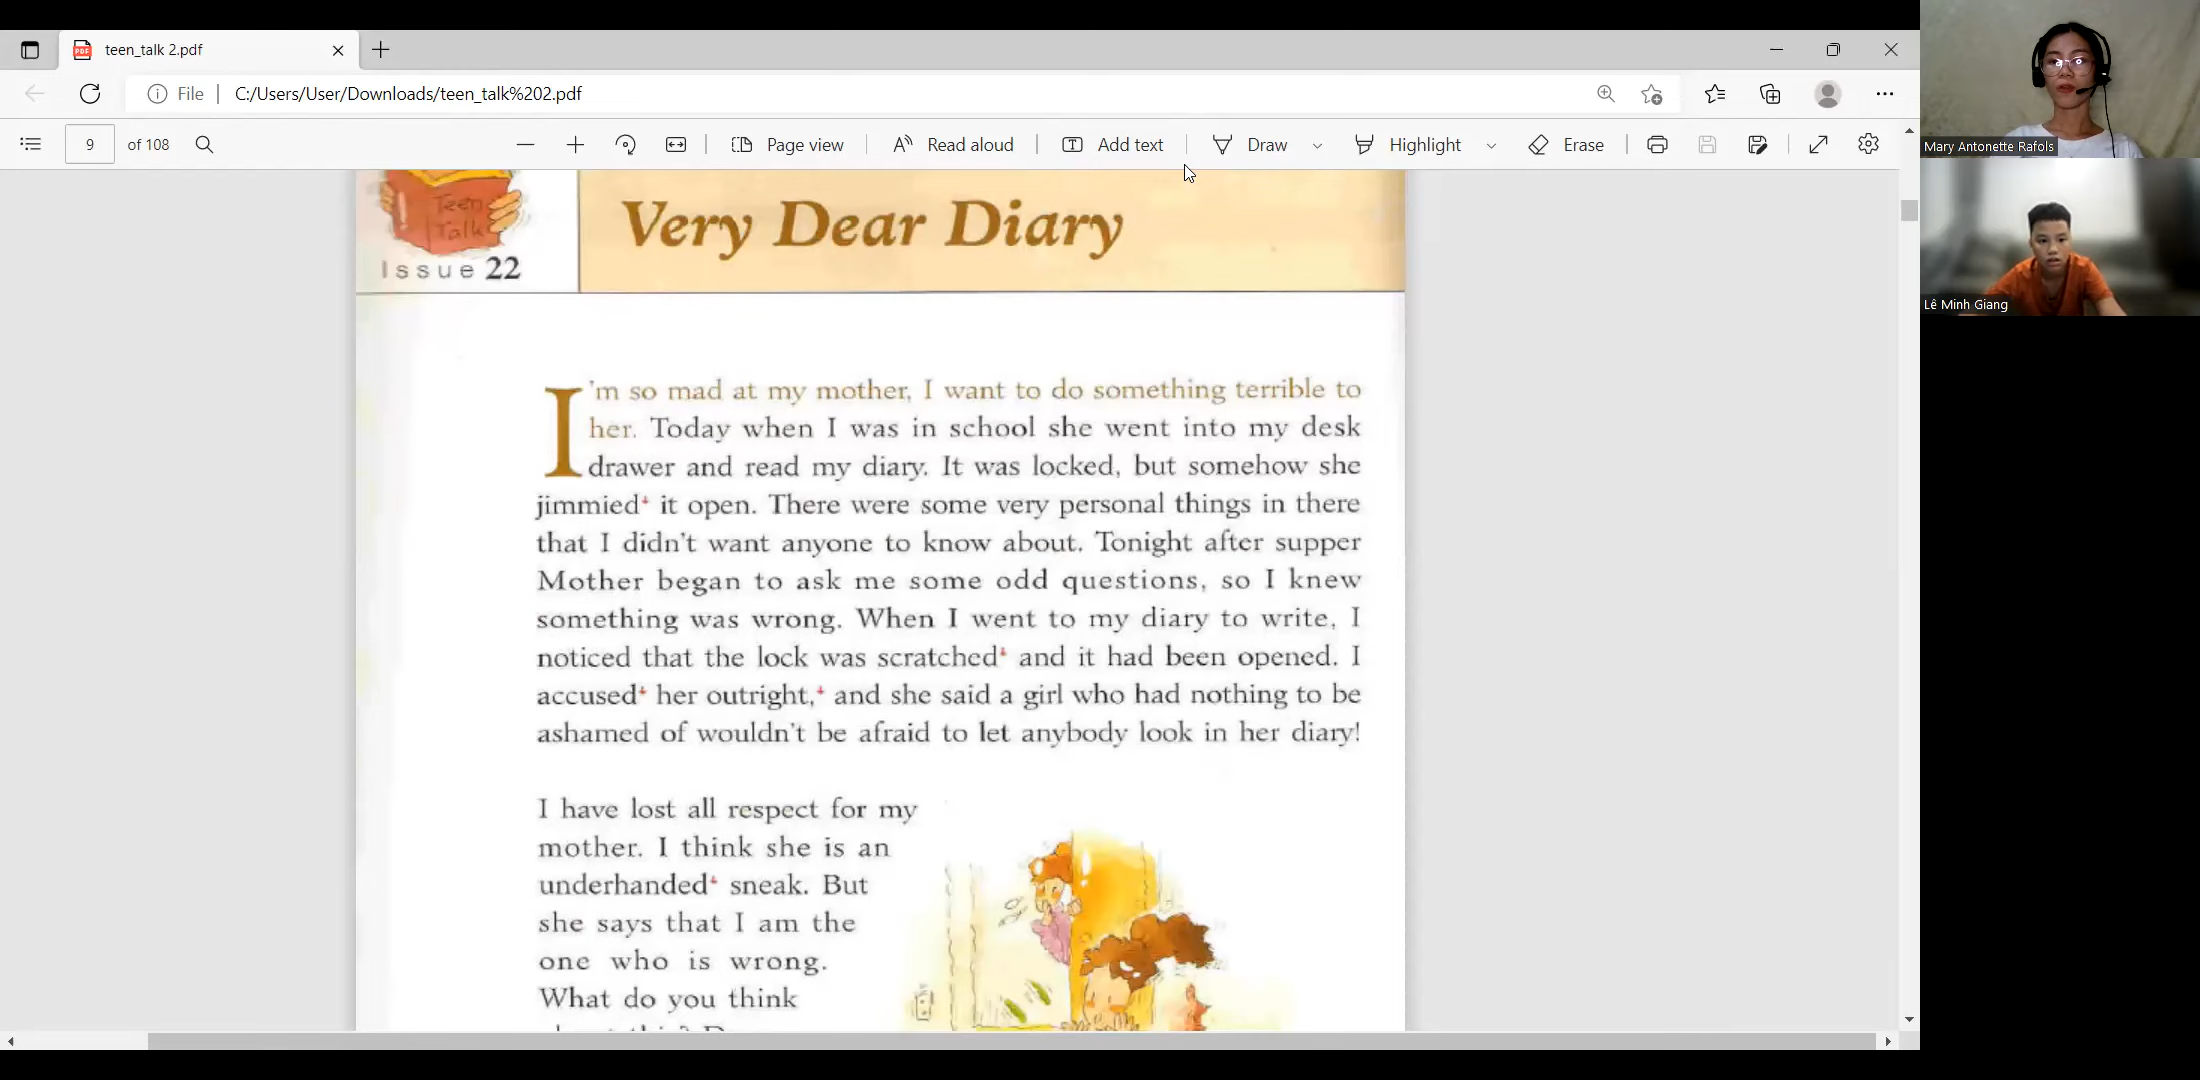 teen_talk 2.pdf
File
C:/Users/User/Downloads/teen_talk%202.pdf
9 of 108
Page view
Read aloud
Add text
Draw
Highlight
Erase
Mary Antonette Rafols
Lê Minh Giang
Teen
Talk
Issue 22
Very Dear Diary
I'm so mad at my mother, I want to do something terrible to
her. Today when I was in school she went into my desk
drawer and read my diary. It was locked, but somehow she
jimmied it open. There were some very personal things in there
that I didn't want anyone to know about. Tonight after supper
Mother began to ask me some odd questions, so I knew
something was wrong. When I went to my diary to write, I
noticed that the lock was scratched and it had been opened. I
accused her outright, and she said a girl who had nothing to be
ashamed of wouldn't be afraid to let anybody look in her diary!
I have lost all respect for my
mother. I think she is an
underhanded sneak. But
she says that I am the
one who is wrong.
What do you think